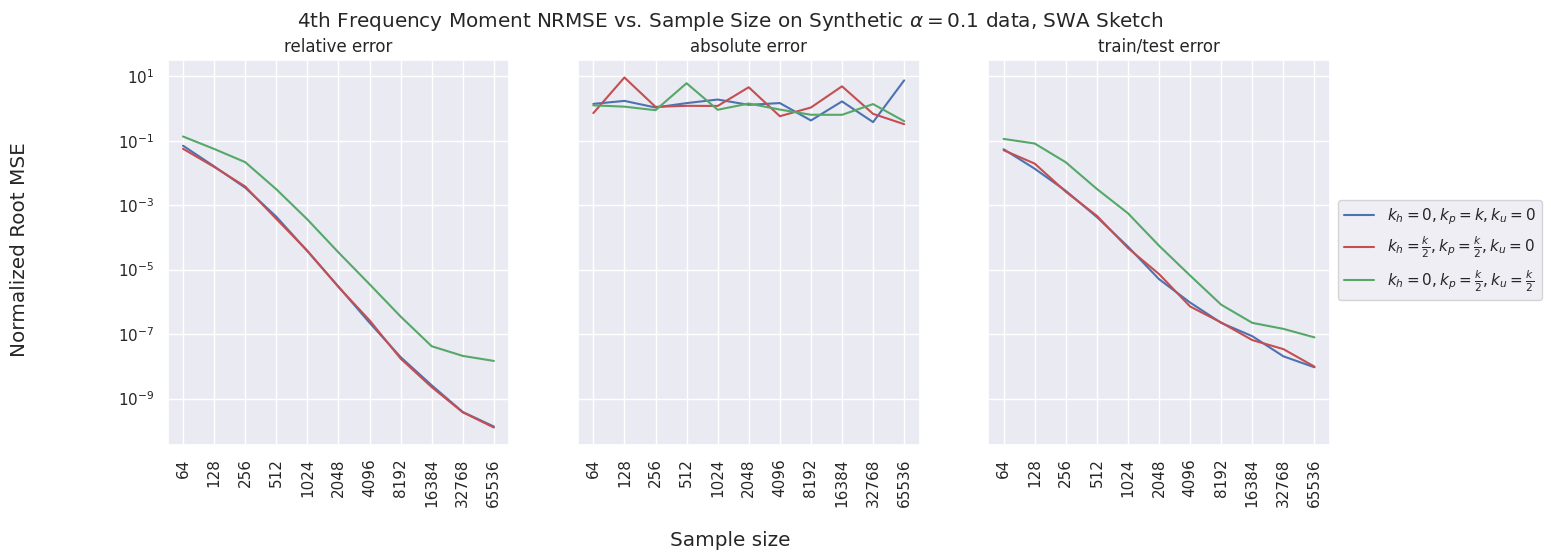 4th Frequency Moment NRMSE vs. Sample Size on Synthetic α = 0.1 data, SWA Sketch
relative error
absolute error
train/test error
Normalized Root MSE
10¹
10⁻¹
10⁻³
10⁻⁵
10⁻⁷
10⁻⁹
64 128 256 512 1024 2048 4096 8192 16384 32768 65536
64 128 256 512 1024 2048 4096 8192 16384 32768 65536
64 128 256 512 1024 2048 4096 8192 16384 32768 65536
Sample size
k_h = 0, k_p = k, k_u = 0
k_h = k/2, k_p = k/2, k_u = 0
k_h = 0, k_p = k/2, k_u = k/2